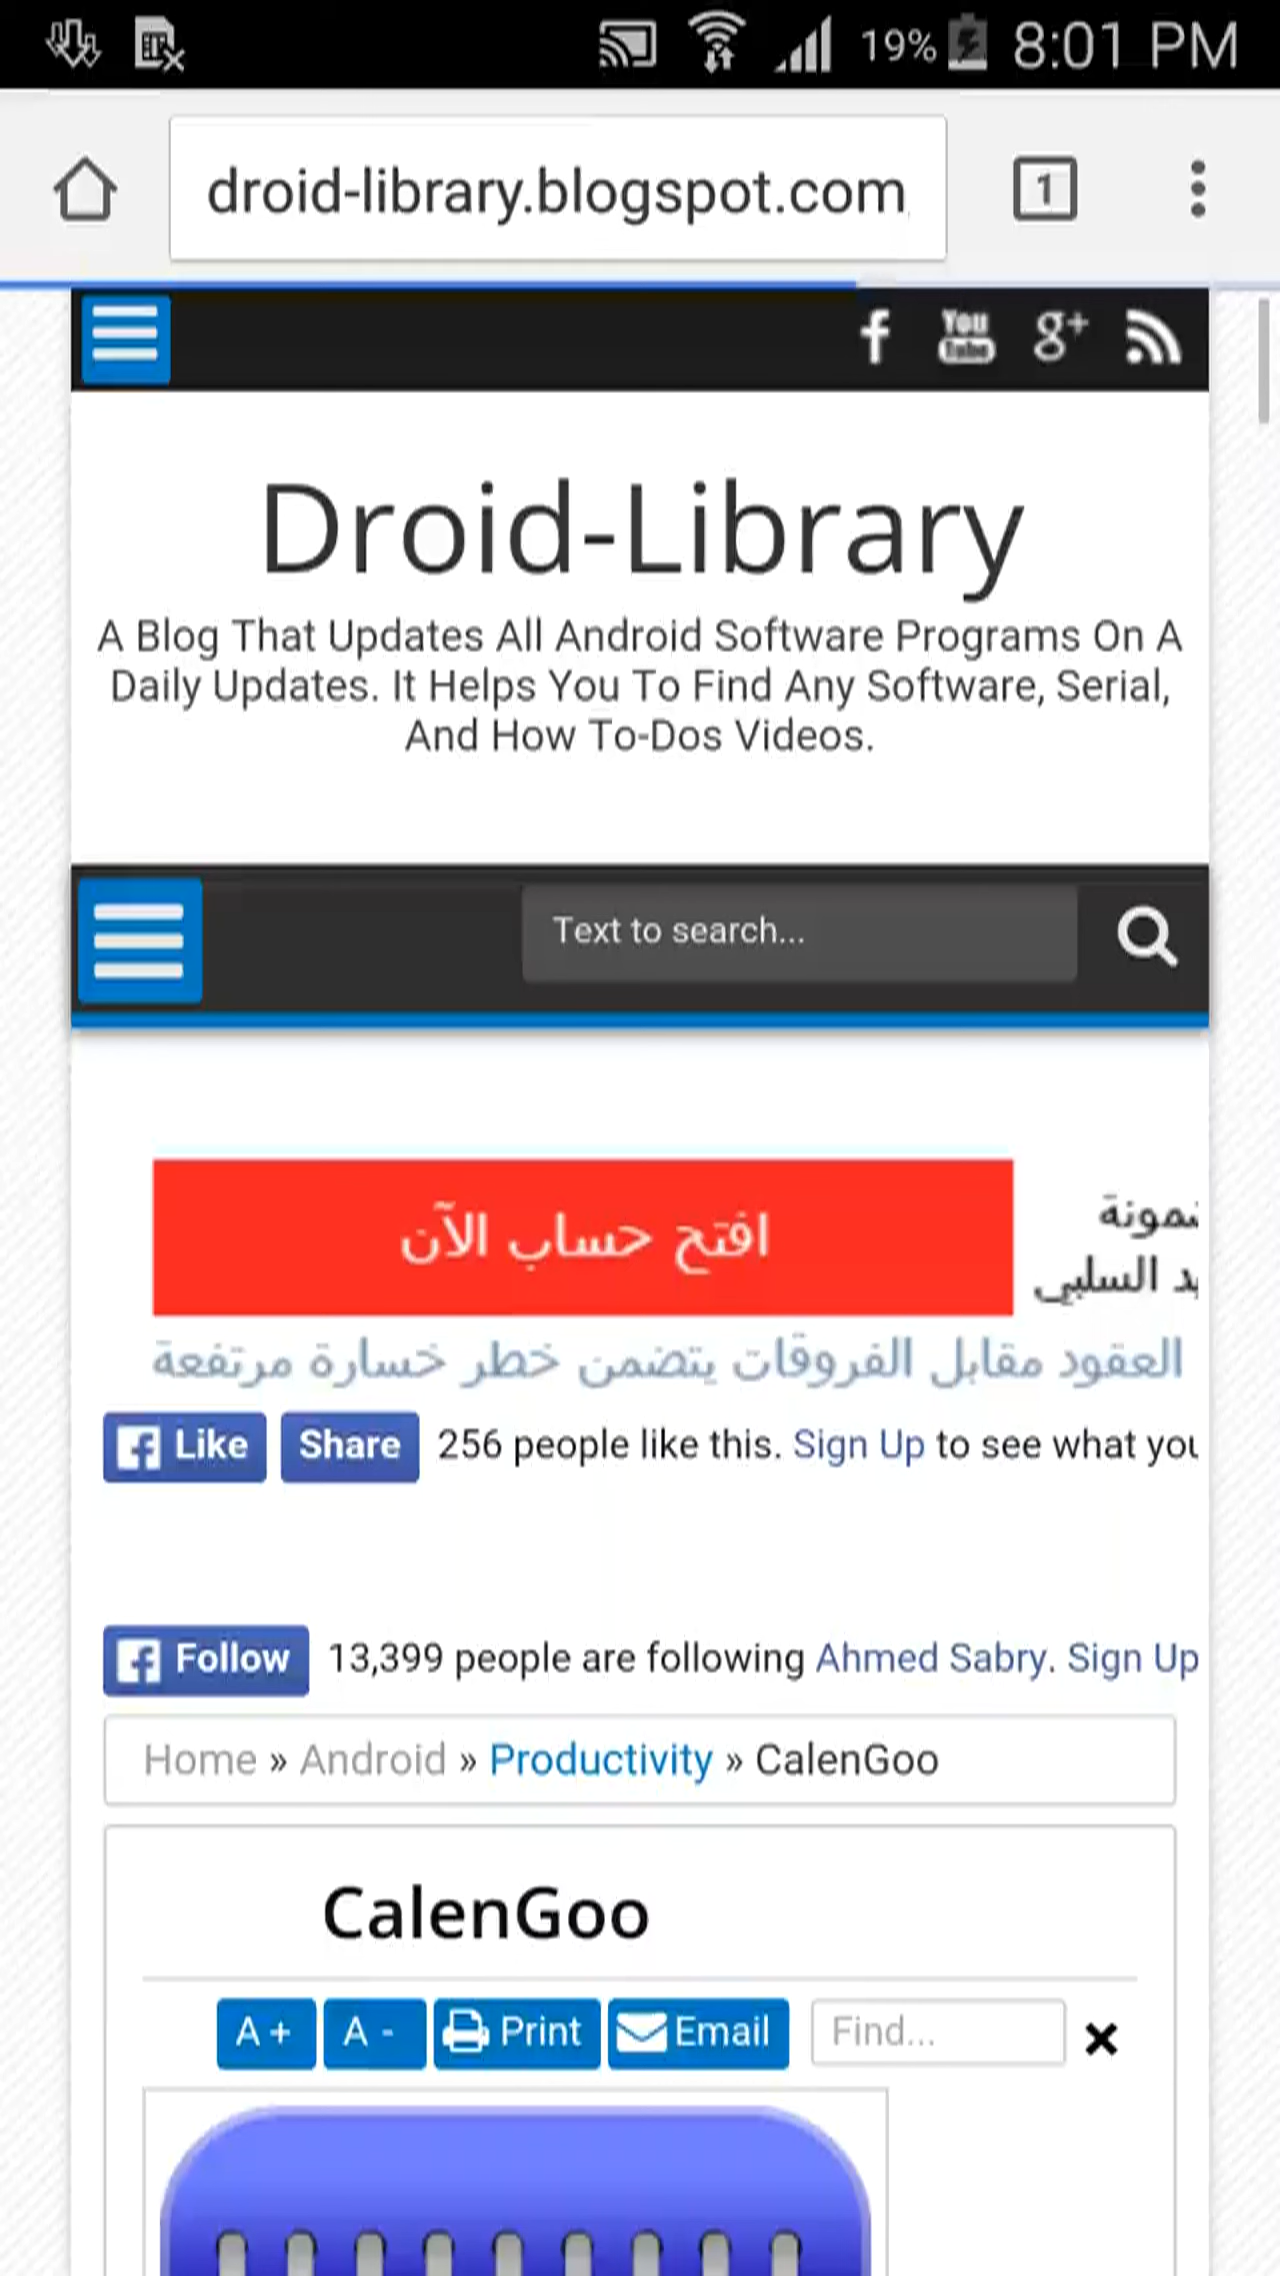 19% 8:01 PM
droid-library.blogspot.com
1
f You Tube g+
Droid-Library
A Blog That Updates All Android Software Programs On A
Daily Updates. It Helps You To Find Any Software, Serial,
And How To-Dos Videos.
Text to search...
افتح حساب الآن
السلبي
العقود مقابل الفروقات يتضمن خطر خسارة مرتفعة
Like Share 256 people like this. Sign Up to see what you
Follow 13,399 people are following Ahmed Sabry. Sign Up
Home » Android » Productivity » CalenGoo
CalenGoo
A + A - Print Email Find...